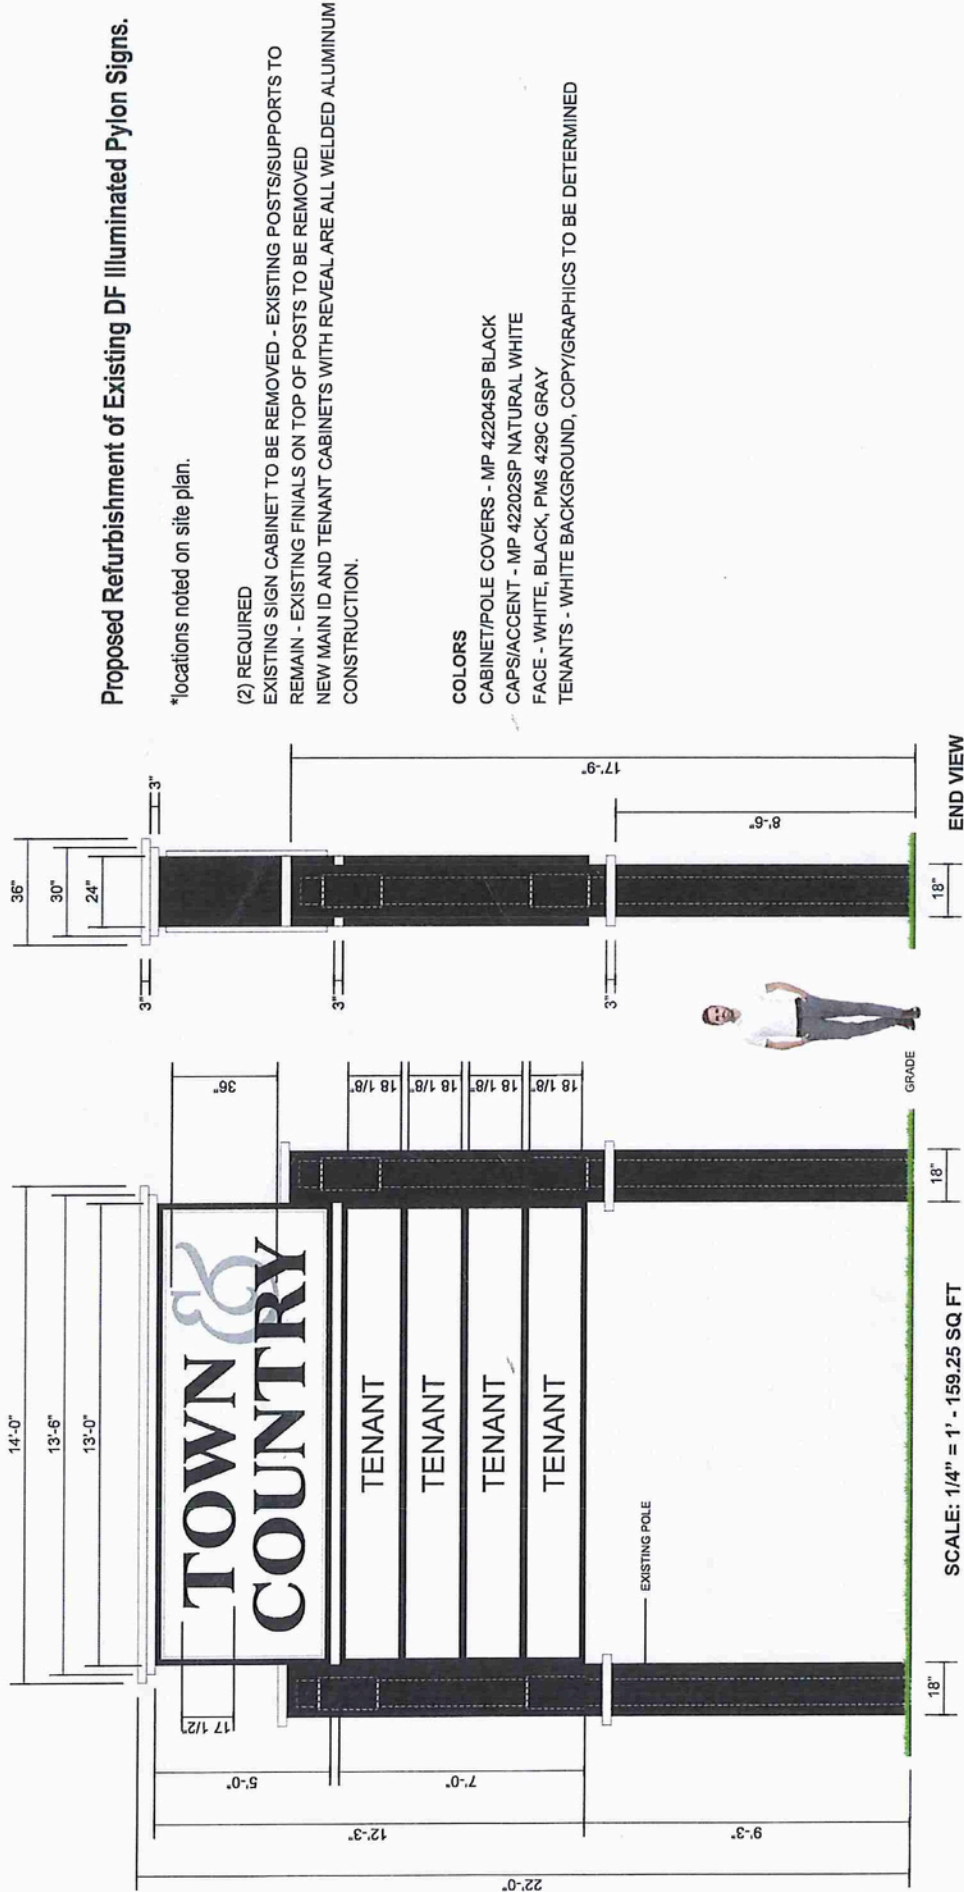 Proposed Refurbishment of Existing DF Illuminated Pylon Signs.
*locations noted on site plan.
(2) REQUIRED
EXISTING SIGN CABINET TO BE REMOVED - EXISTING POSTS/SUPPORTS TO
REMAIN - EXISTING FINIALS ON TOP OF POSTS TO BE REMOVED
NEW MAIN ID AND TENANT CABINETS WITH REVEAL ARE ALL WELDED ALUMINUM
CONSTRUCTION.
COLORS
CABINET/POLE COVERS - MP 42204SP BLACK
CAPS/ACCENT - MP 42202SP NATURAL WHITE
FACE - WHITE, BLACK, PMS 429C GRAY
TENANTS - WHITE BACKGROUND, COPY/GRAPHICS TO BE DETERMINED
14'-0"
13'-6"
13'-0"
17 1/2"
5'-0"
7'-0"
12'-3"
9'-3"
22'-0"
TOWN
&
COUNTRY
TENANT
TENANT
TENANT
TENANT
EXISTING POLE
36"
18 1/8"
18 1/8"
18 1/8"
18 1/8"
18"
18"
GRADE
SCALE: 1/4" = 1' - 159.25 SQ FT
36"
30"
24"
3"
3"
3"
3"
17'-9"
8'-6"
18"
END VIEW